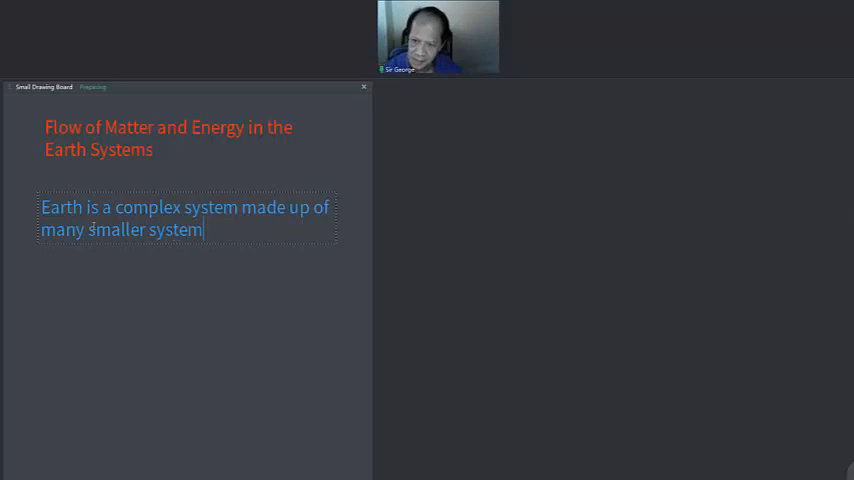 Sir George
Small Drawing Board Preparing
Flow of Matter and Energy in the
Earth Systems
Earth is a complex system made up of
many smaller system